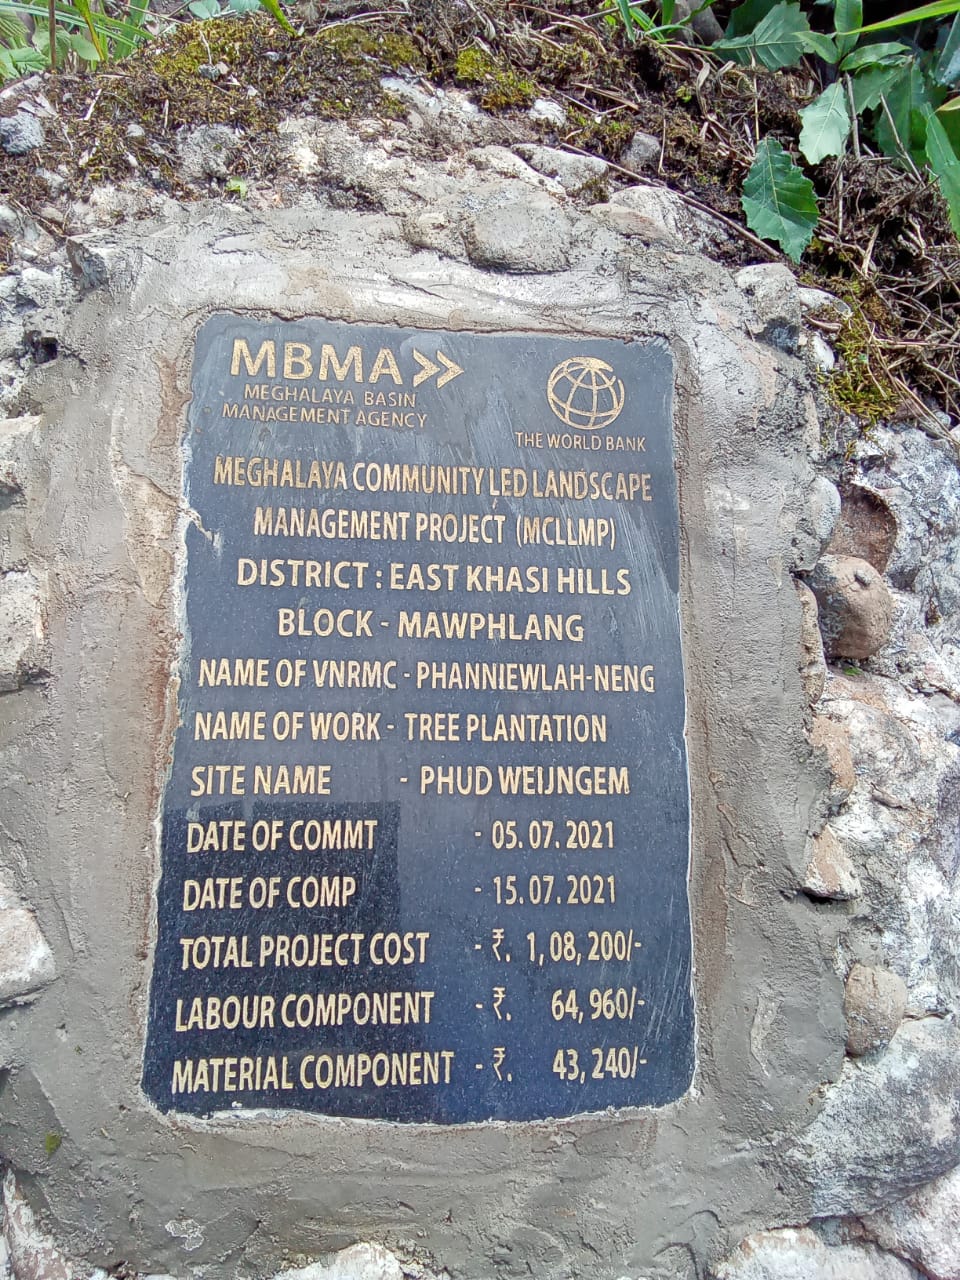 MBMA
MEGHALAYA BASIN
MANAGEMENT AGENCY
THE WORLD BANK
MEGHALAYA COMMUNITY LED LANDSCAPE
MANAGEMENT PROJECT (MCLLMP)
DISTRICT : EAST KHASI HILLS
BLOCK - MAWPHLANG
NAME OF VNRMC - PHANNIEWLAH-NENG
NAME OF WORK - TREE PLANTATION
SITE NAME - PHUD WEIJNGEM
DATE OF COMMT - 05.07.2021
DATE OF COMP - 15.07.2021
TOTAL PROJECT COST - ₹. 1,08,200/-
LABOUR COMPONENT - ₹. 64,960/-
MATERIAL COMPONENT - ₹. 43,240/-